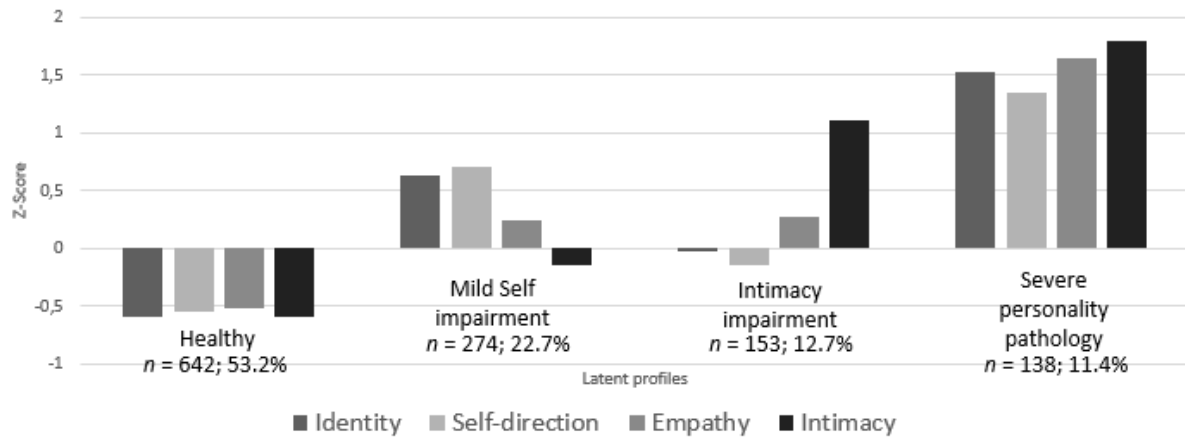 2
1,5
1
0,5
0
-0,5
-1
Z-Score
Healthy
n = 642; 53.2%
Mild Self
impairment
n = 274; 22.7%
Intimacy
impairment
n = 153; 12.7%
Severe
personality
pathology
n = 138; 11.4%
Latent profiles
Identity Self-direction Empathy Intimacy